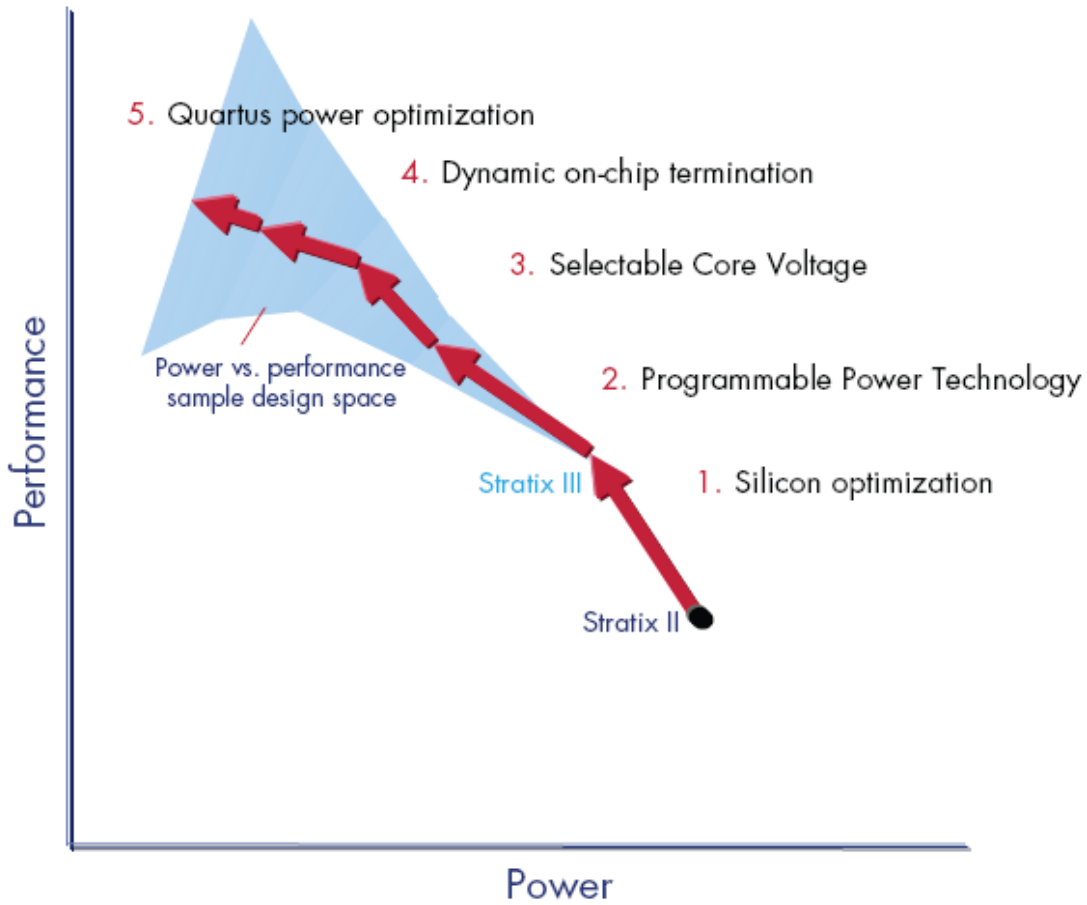 5. Quartus power optimization
4. Dynamic on-chip termination
3. Selectable Core Voltage
Power vs. performance
sample design space
2. Programmable Power Technology
Stratix III
1. Silicon optimization
Stratix II
Performance
Power